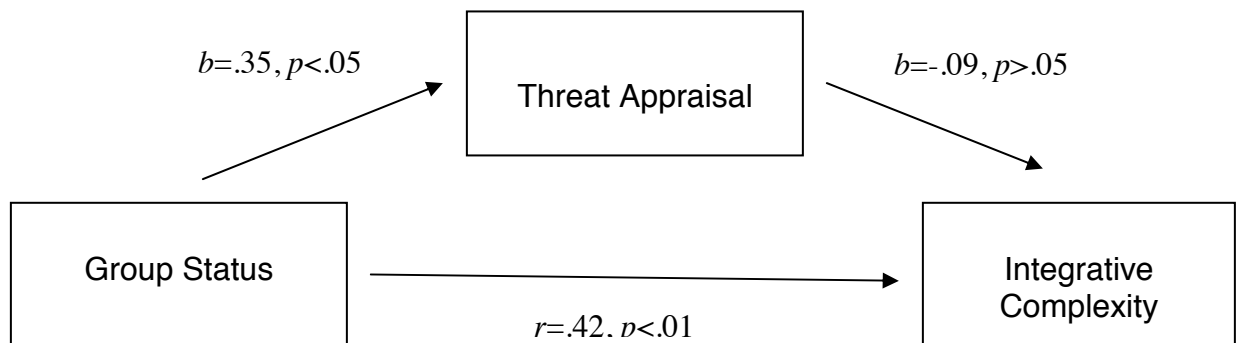 b=.35, p<.05
b=-.09, p>.05
Threat Appraisal
Group Status
Integrative
Complexity
r=.42, p<.01